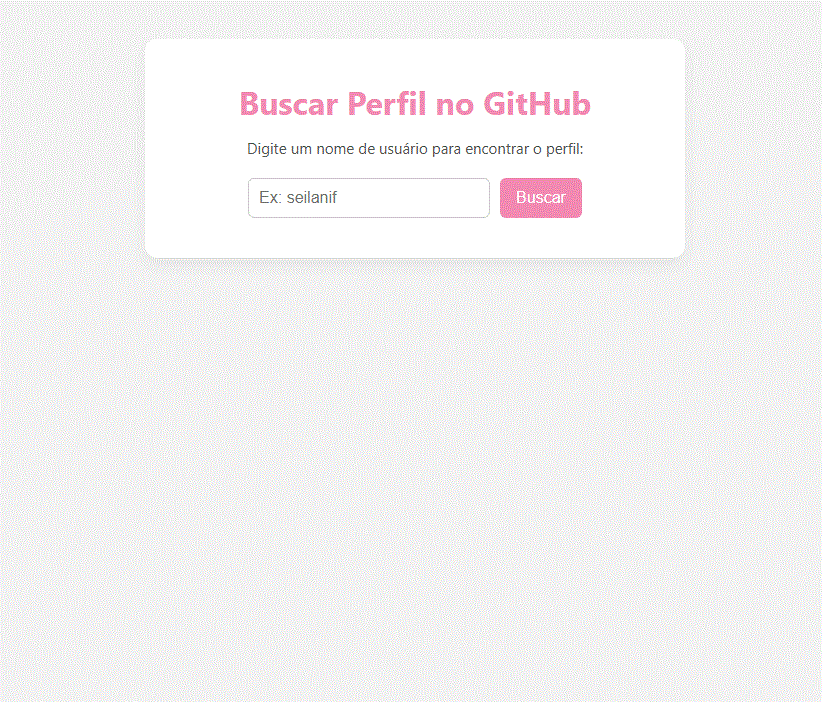 Buscar Perfil no GitHub
Digite um nome de usuário para encontrar o perfil:
Ex: seilanif
Buscar